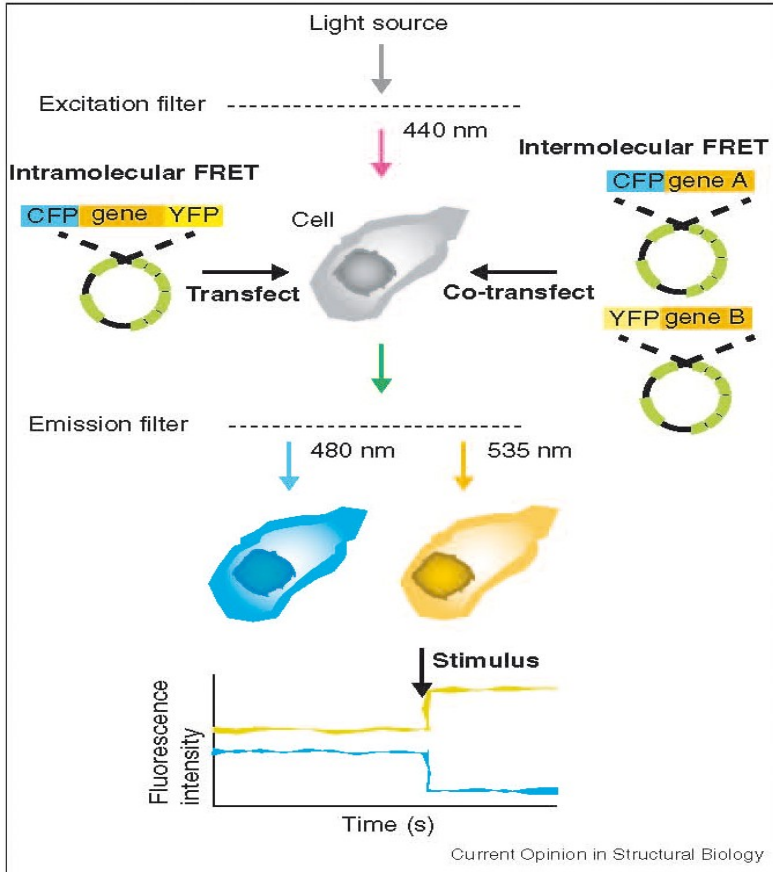 Light source
Excitation filter
440 nm
Intramolecular FRET
CFP gene YFP
Transfect
Cell
Intermolecular FRET
CFP gene A
Co-transfect
YFP gene B
Emission filter
480 nm
535 nm
Stimulus
Fluorescence
intensity
Time (s)
Current Opinion in Structural Biology